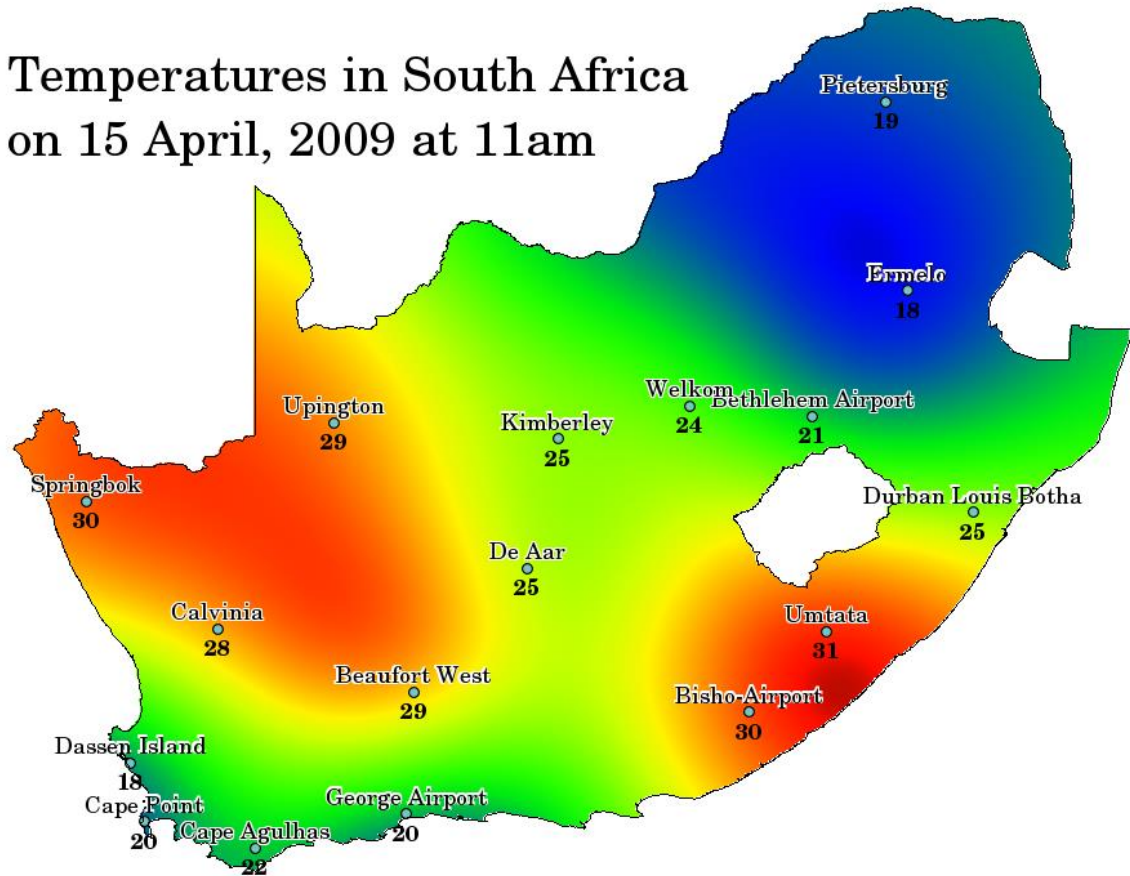 Temperatures in South Africa
on 15 April, 2009 at 11am
Pietersburg
19
Ermelo
18
Welkom
24
Bethlehem Airport
21
Upington
29
Kimberley
25
Springbok
30
Durban Louis Botha
25
De Aar
25
Calvinia
28
Umtata
31
Beaufort West
29
Bisho-Airport
30
Dassen Island
18
Cape Point
20
George Airport
20
Cape Agulhas
22